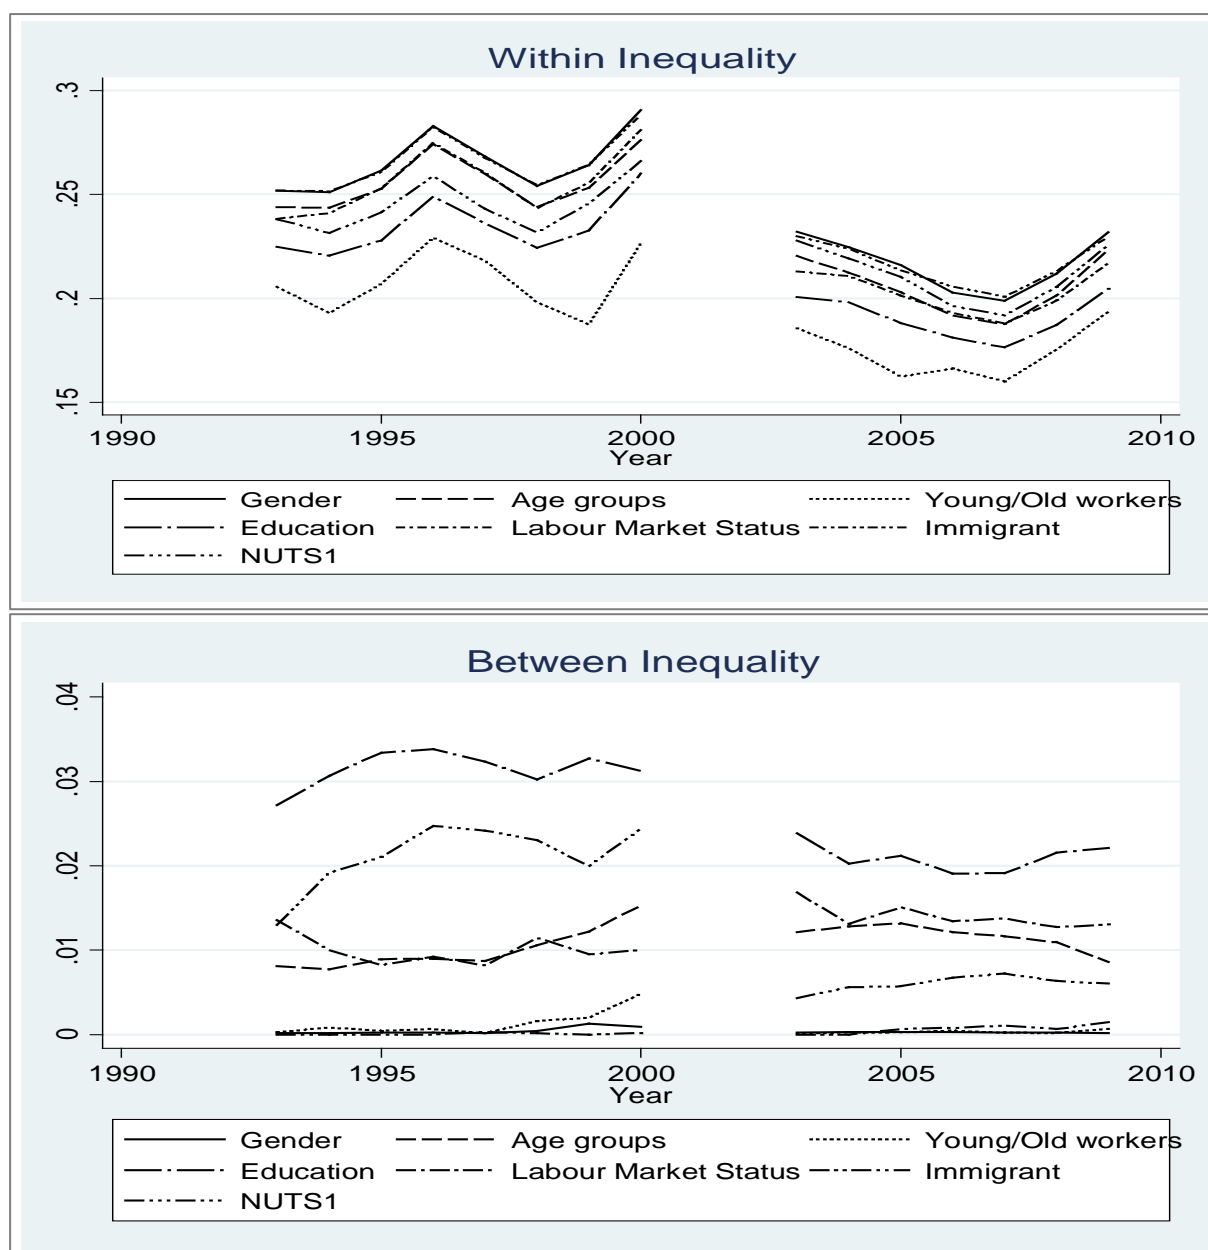 Within Inequality
.3
.25
.2
.15
1990 1995 2000 2005 2010
Year
Gender Age groups Young/Old workers
Education Labour Market Status Immigrant
NUTS1
Between Inequality
.04
.03
.02
.01
0
1990 1995 2000 2005 2010
Year
Gender Age groups Young/Old workers
Education Labour Market Status Immigrant
NUTS1